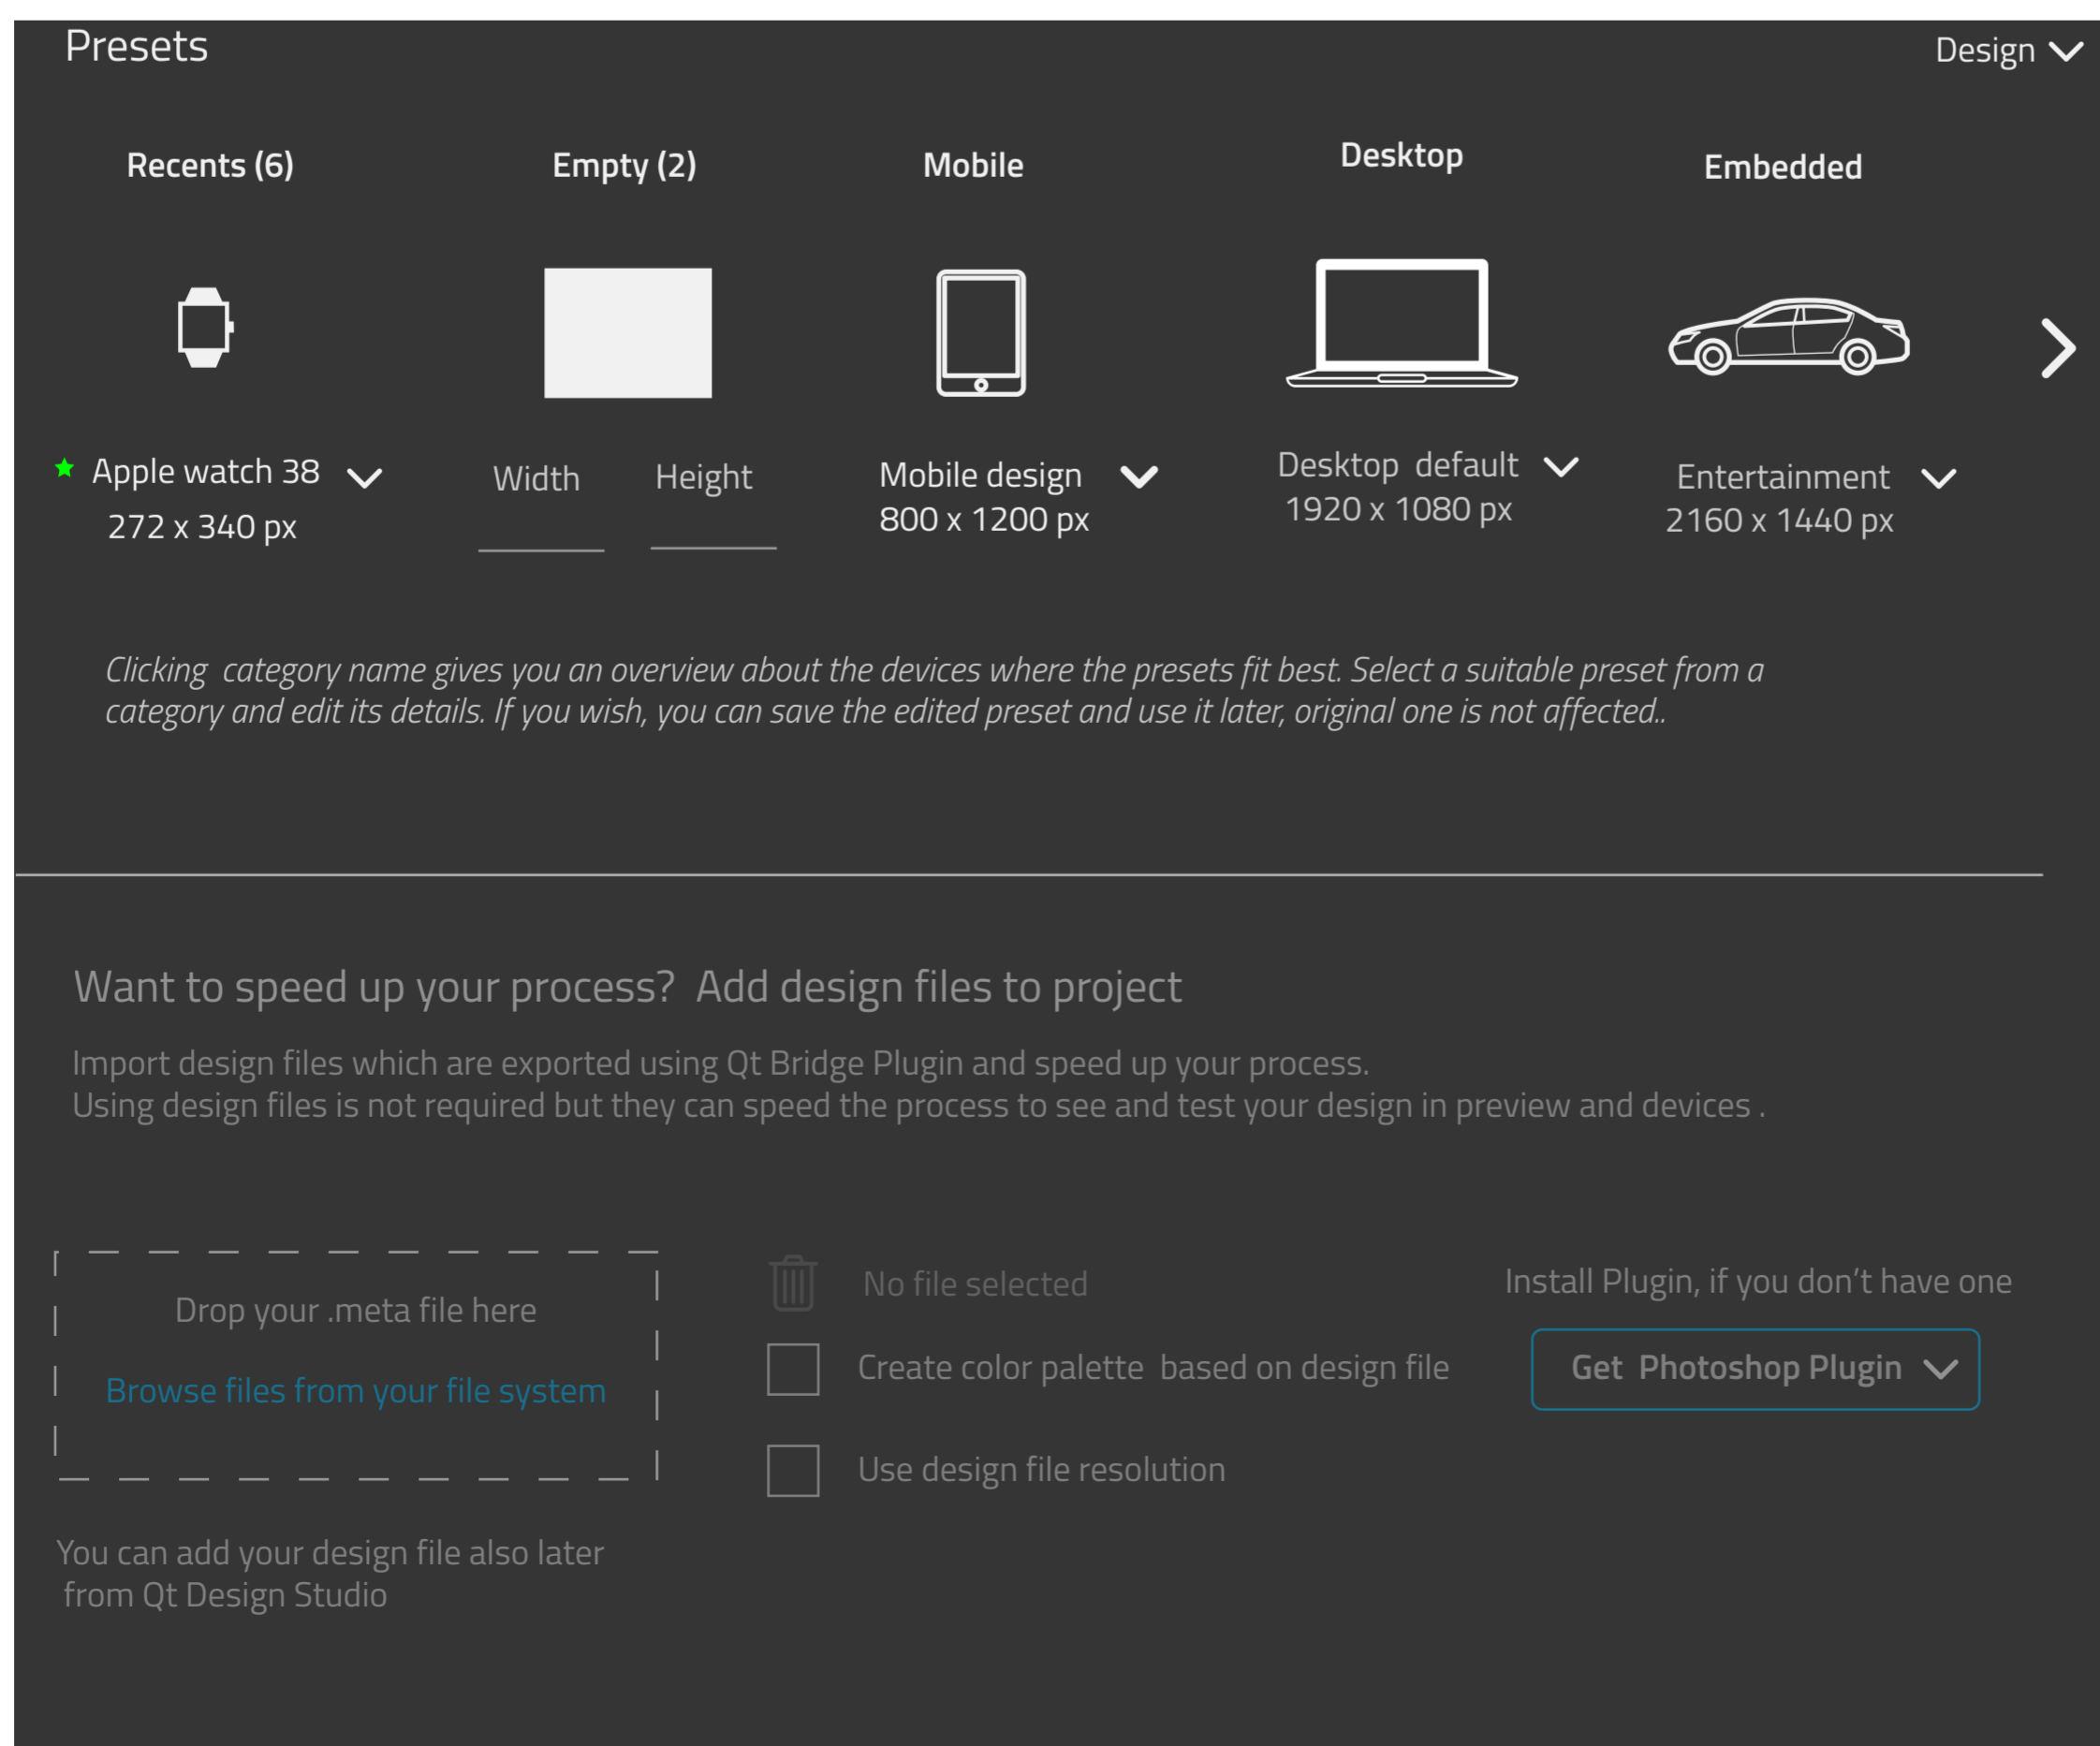 Presets
Design
Recents (6)
Empty (2)
Mobile
Desktop
Embedded
Apple watch 38
272 x 340 px
Width
Height
Mobile design
800 x 1200 px
Desktop  default
1920 x 1080 px
Entertainment
2160 x 1440 px
Clicking  category name gives you an overview about the devices where the presets fit best. Select a suitable preset from a
category and edit its details. If you wish, you can save the edited preset and use it later, original one is not affected..
Want to speed up your process?  Add design files to project
Import design files which are exported using Qt Bridge Plugin and speed up your process.
Using design files is not required but they can speed the process to see and test your design in preview and devices .
Drop your .meta file here
Browse files from your file system
You can add your design file also later
from Qt Design Studio
No file selected
Create color palette  based on design file
Use design file resolution
Install Plugin, if you don’t have one
Get  Photoshop Plugin